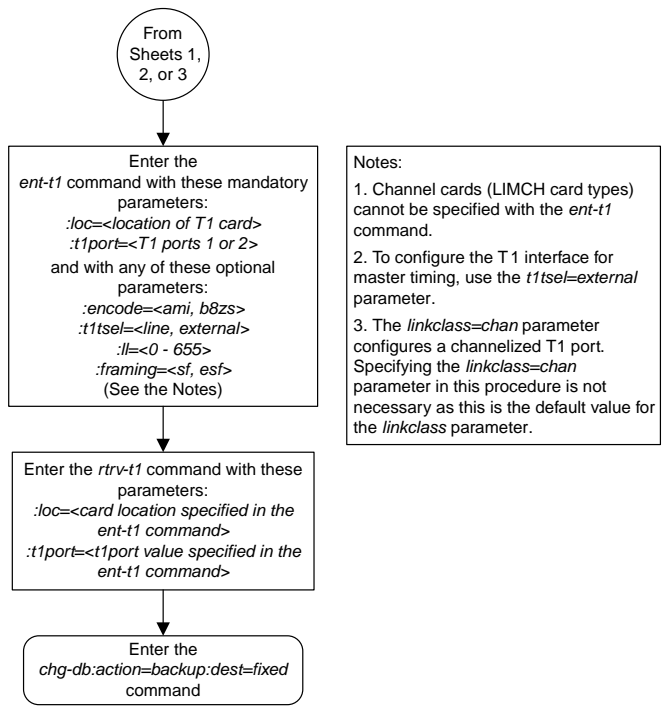 From
Sheets 1,
2, or 3
Enter the
ent-t1 command with these mandatory
parameters:
:loc=<location of T1 card>
:t1port=<T1 ports 1 or 2>
and with any of these optional
parameters:
:encode=<ami, b8zs>
:t1tsel=<line, external>
:ll=<0 - 655>
:framing=<sf, esf>
(See the Notes)
Notes:
1. Channel cards (LIMCH card types)
cannot be specified with the ent-t1
command.
2. To configure the T1 interface for
master timing, use the t1tsel=external
parameter.
3. The linkclass=chan parameter
configures a channelized T1 port.
Specifying the linkclass=chan
parameter in this procedure is not
necessary as this is the default value for
the linkclass parameter.
Enter the rtrv-t1 command with these
parameters:
:loc=<card location specified in the
ent-t1 command>
:t1port=<t1port value specified in the
ent-t1 command>
Enter the
chg-db:action=backup:dest=fixed
command